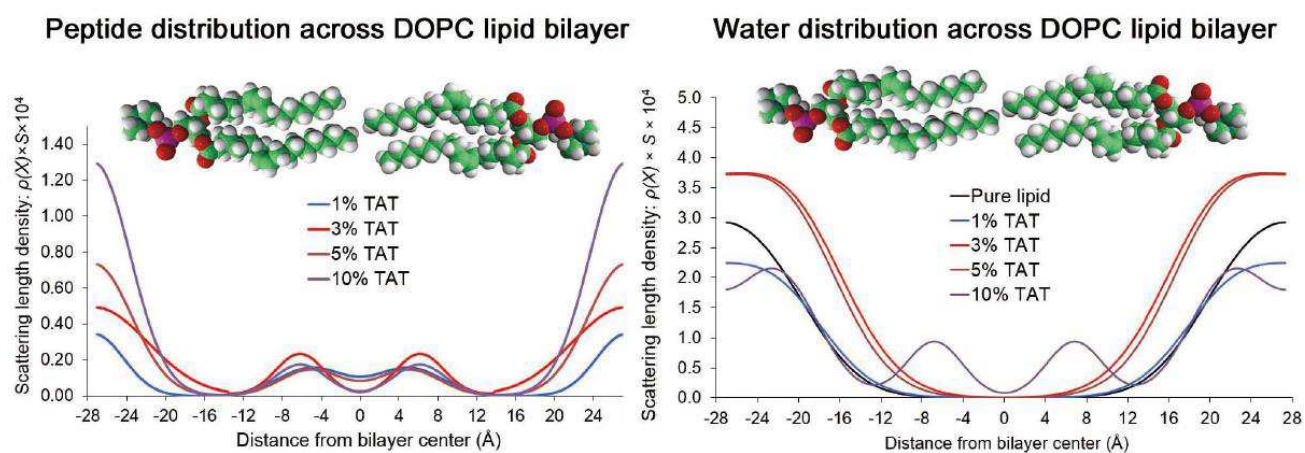 Peptide distribution across DOPC lipid bilayer
Scattering length density: ρ(X)×S×10⁴
1.40
1.20
1.00
0.80
0.60
0.40
0.20
0.00
1% TAT
3% TAT
5% TAT
10% TAT
-28 -24 -20 -16 -12 -8 -4 0 4 8 12 16 20 24
Distance from bilayer center (Å)
Water distribution across DOPC lipid bilayer
Scattering length density: ρ(X) × S × 10⁴
5.0
4.5
4.0
3.5
3.0
2.5
2.0
1.5
1.0
0.5
0.0
Pure lipid
1% TAT
3% TAT
5% TAT
10% TAT
-28 -24 -20 -16 -12 -8 -4 0 4 8 12 16 20 24 28
Distance from bilayer center (Å)